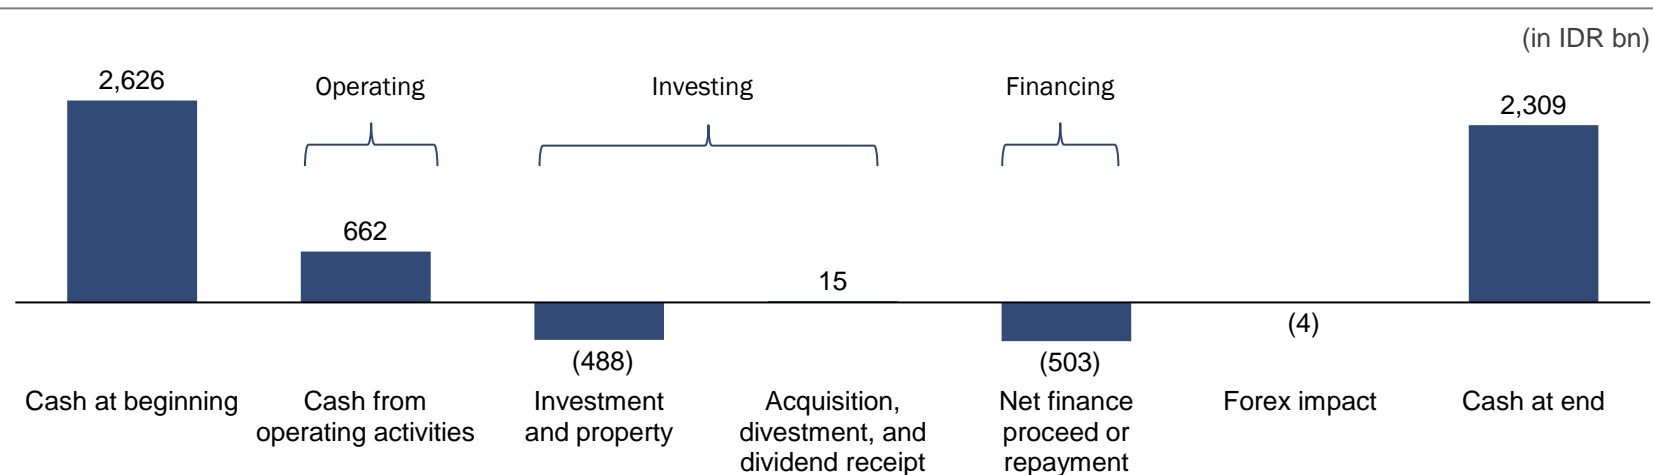 (in IDR bn)
2,626
Operating
Investing
Financing
2,309
662
15
(4)
(488)
(503)
Cash at beginning
Cash from
operating activities
Investment
and property
Acquisition,
divestment, and
dividend receipt
Net finance
proceed or
repayment
Forex impact
Cash at end